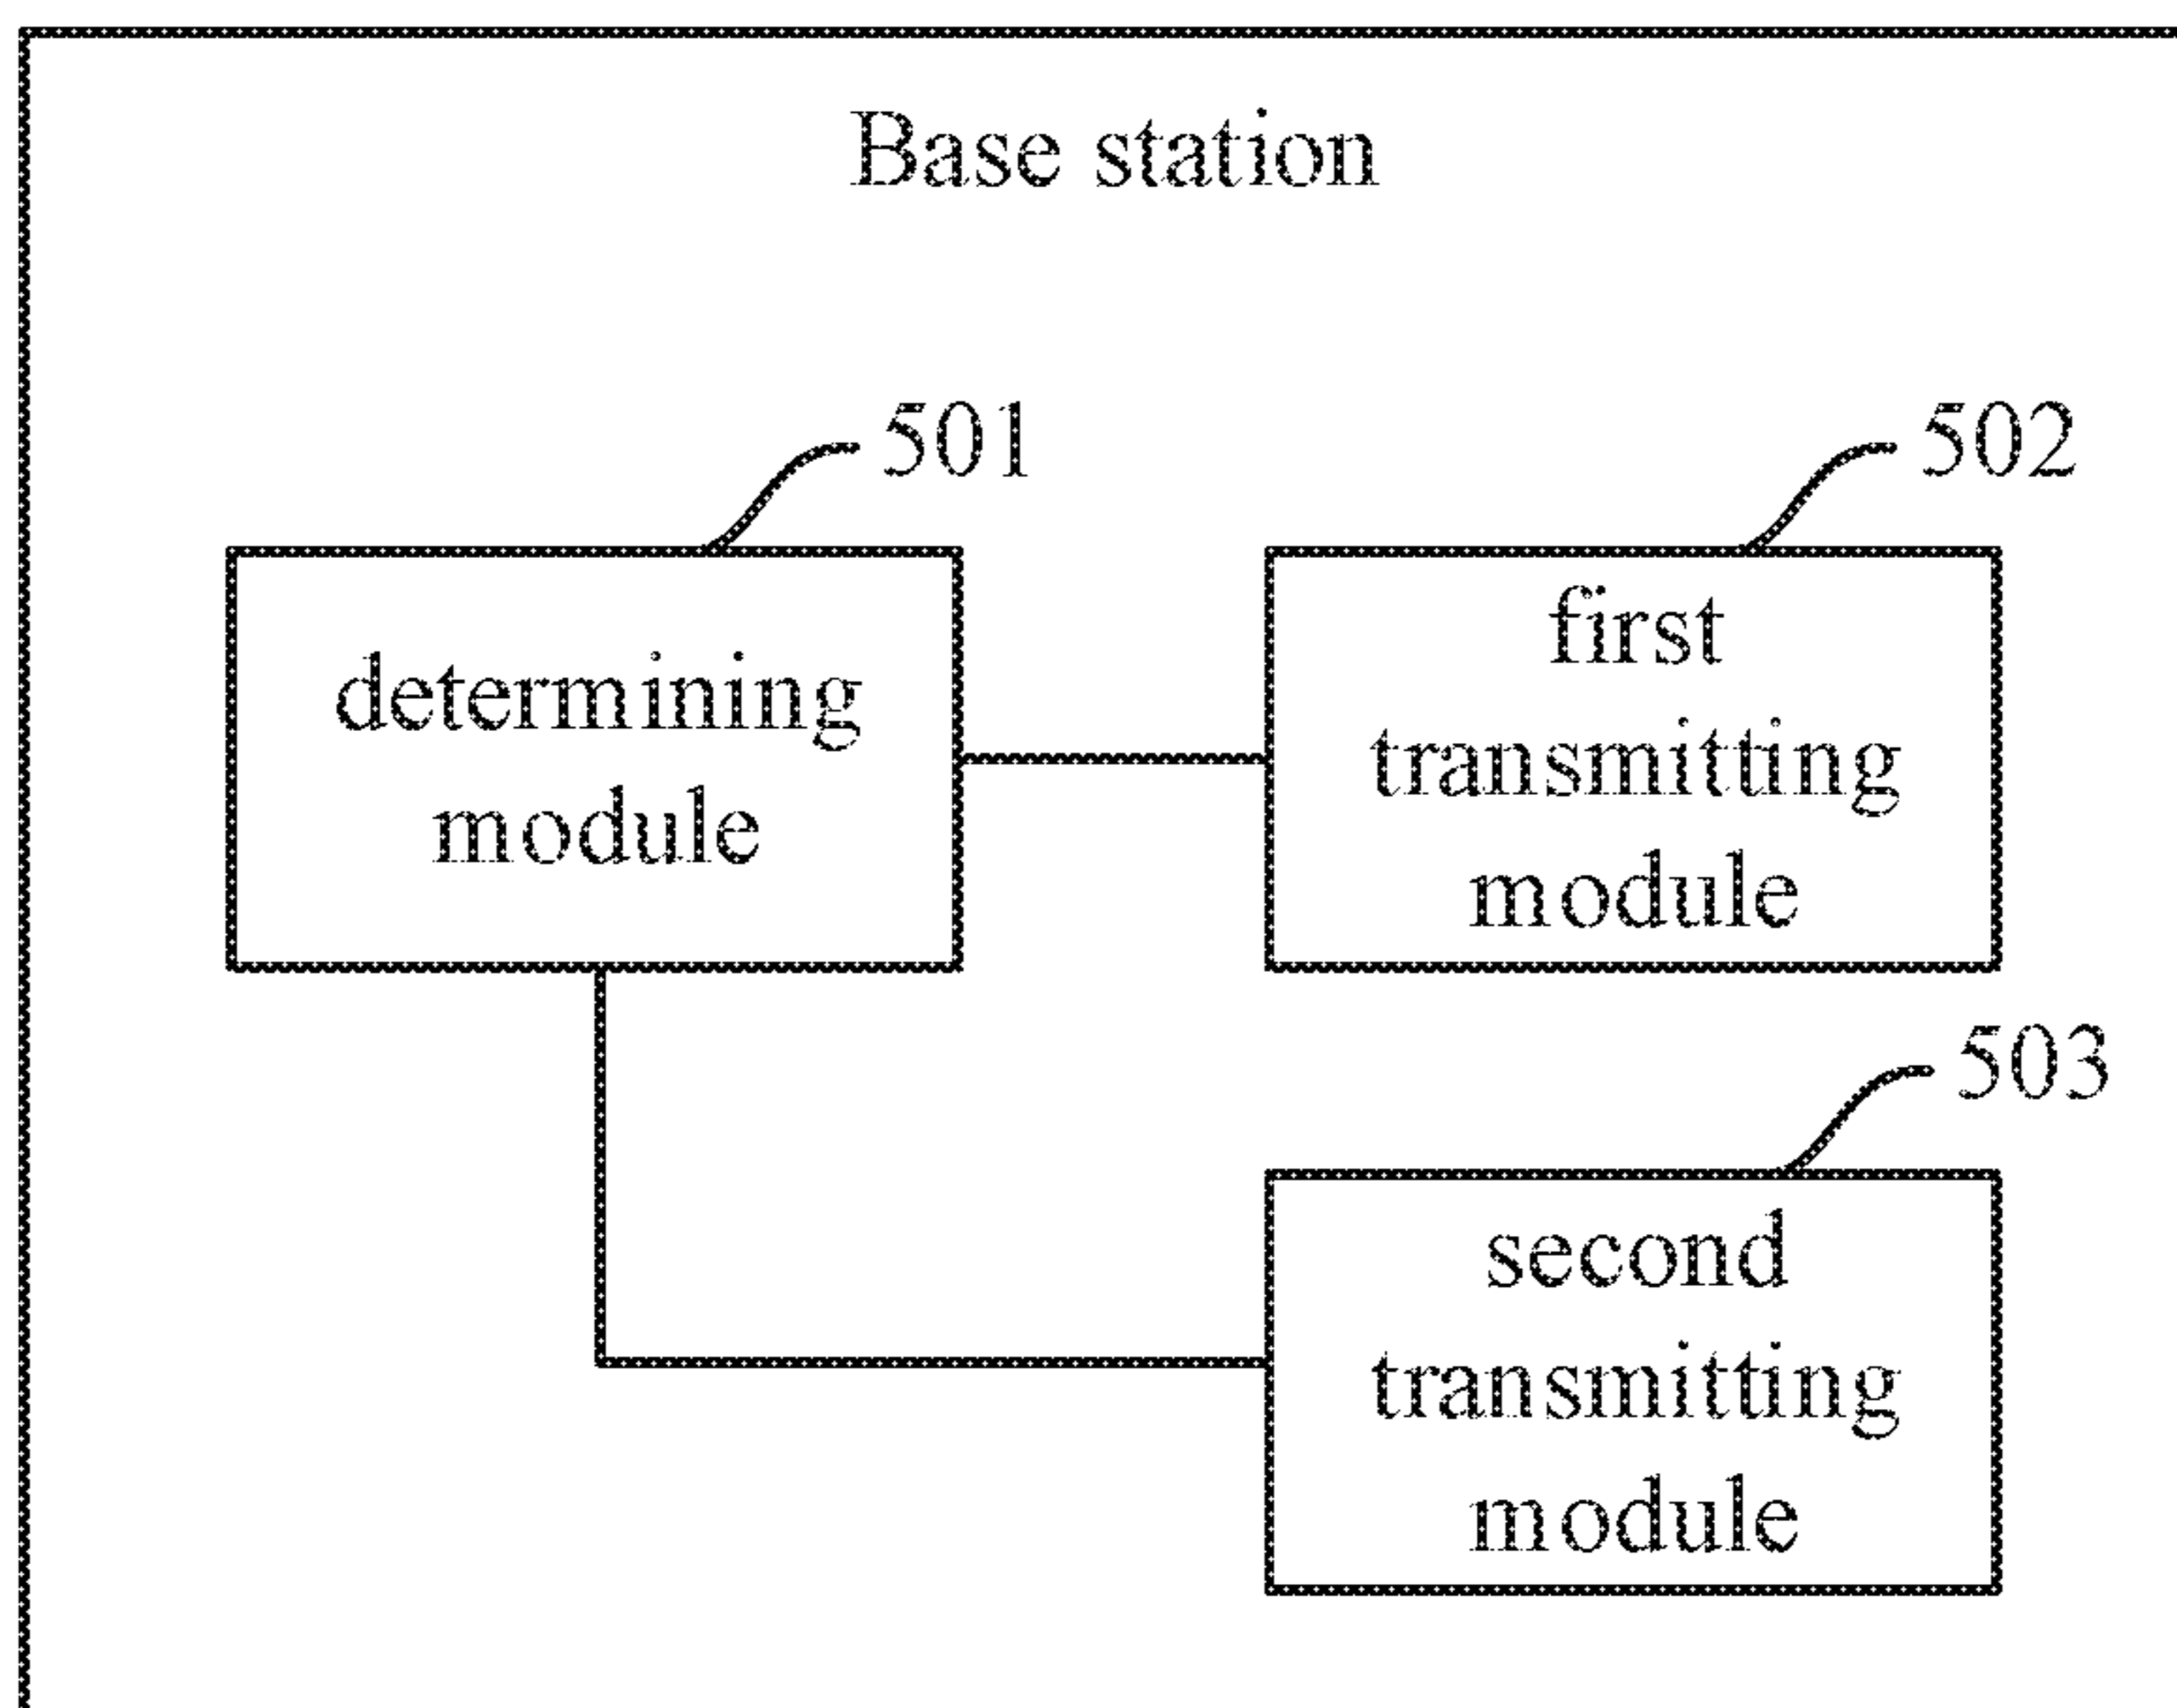 Base station
501
502
determining
module
first
transmitting
module
503
second
transmitting
module